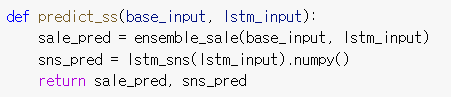 def predict_ss(base_input, lstm_input):
    sale_pred = ensemble_sale(base_input, lstm_input)
    sns_pred = lstm_sns(lstm_input).numpy()
    return sale_pred, sns_pred